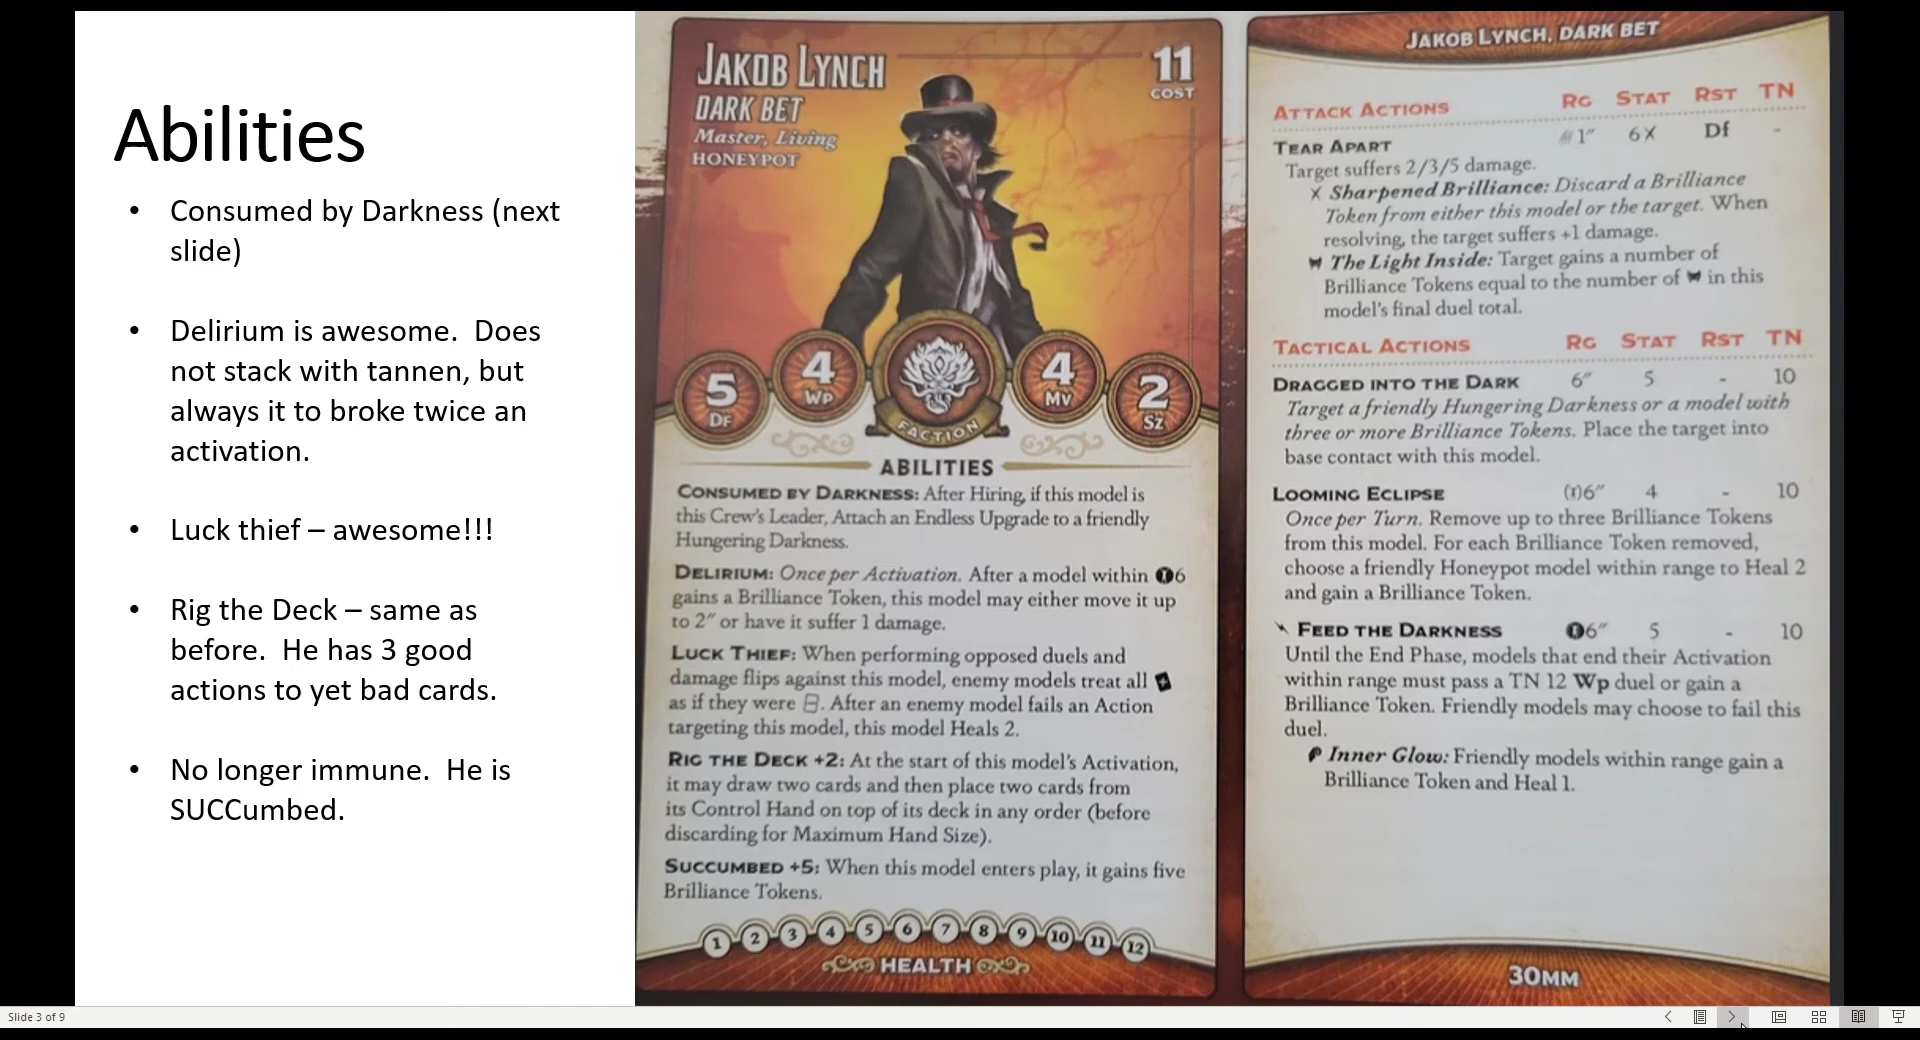 Abilities
• Consumed by Darkness (next
slide)
• Delirium is awesome.  Does
not stack with tannen, but
always it to broke twice an
activation.
• Luck thief – awesome!!!
• Rig the Deck – same as
before.  He has 3 good
actions to yet bad cards.
• No longer immune.  He is
SUCCumbed.
JAKOB LYNCH
DARK BET
Master, Living
HONEYPOT
11
COST
5
DF
4
WP
FACTION
4
MV
2
SZ
ABILITIES
CONSUMED BY DARKNESS: After Hiring, if this model is
this Crew's Leader, Attach an Endless Upgrade to a friendly
Hungering Darkness.
DELIRIUM: Once per Activation. After a model within 6
gains a Brilliance Token, this model may either move it up
to 2" or have it suffer 1 damage.
LUCK THIEF: When performing opposed duels and
damage flips against this model, enemy models treat all
as if they were . After an enemy model fails an Action
targeting this model, this model Heals 2.
RIG THE DECK +2: At the start of this model's Activation,
it may draw two cards and then place two cards from
its Control Hand on top of its deck in any order (before
discarding for Maximum Hand Size).
SUCCUMBED +5: When this model enters play, it gains five
Brilliance Tokens.
1 2 3 4 5 6 7 8 9 10 11 12
HEALTH
JAKOB LYNCH, DARK BET
ATTACK ACTIONS RG STAT RST TN
TEAR APART 1" 6X Df -
Target suffers 2/3/5 damage.
X Sharpened Brilliance: Discard a Brilliance
Token from either this model or the target. When
resolving, the target suffers +1 damage.
The Light Inside: Target gains a number of
Brilliance Tokens equal to the number of in this
model's final duel total.
TACTICAL ACTIONS RG STAT RST TN
DRAGGED INTO THE DARK 6" 5 - 10
Target a friendly Hungering Darkness or a model with
three or more Brilliance Tokens. Place the target into
base contact with this model.
LOOMING ECLIPSE 6" 4 - 10
Once per Turn. Remove up to three Brilliance Tokens
from this model. For each Brilliance Token removed,
choose a friendly Honeypot model within range to Heal 2
and gain a Brilliance Token.
FEED THE DARKNESS 6" 5 - 10
Until the End Phase, models that end their Activation
within range must pass a TN 12 Wp duel or gain a
Brilliance Token. Friendly models may choose to fail this
duel.
Inner Glow: Friendly models within range gain a
Brilliance Token and Heal 1.
30MM
Slide 3 of 9